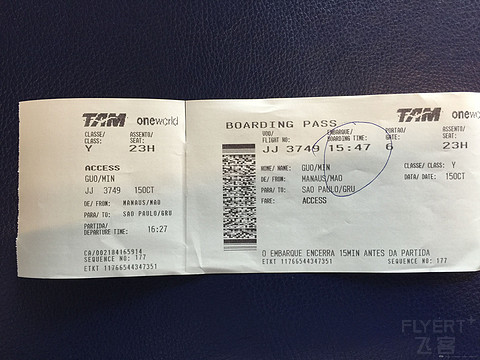 TAM oneworld
CLASSE/ ASSENTO/
CLASS: SEAT:
Y 23H
ACCESS
GUO/MIN
JJ 3749 15OCT
DE/ FROM: MANAUS/MAO
PARA/ TO: SAO PAULO/GRU
PARTIDA/
DEPARTURE TIME: 16:27
CA/002184165914
SEQUENCE NO: 177
ETKT 11766544347351
TAM onewo
BOARDING PASS
VOO/ EMBARQUE/ PORTAO ASSENTO/
FLIGHT NO: BOARDING TIME: GATE: SEAT:
JJ 3749 15:47 6 23H
NOME/ NAME: GUO/MIN CLASSE/ CLASS: Y
DE/ FROM: MANAUS/MAO DATA/ DATE: 15OCT
PARA/ TO: SAO PAULO/GRU
FARE: ACCESS
O EMBARQUE ENCERRA 15MIN ANTES DA PARTIDA
ETKT 11766544347351 SEQUENCE NO: 177
FLYERT+
飞客